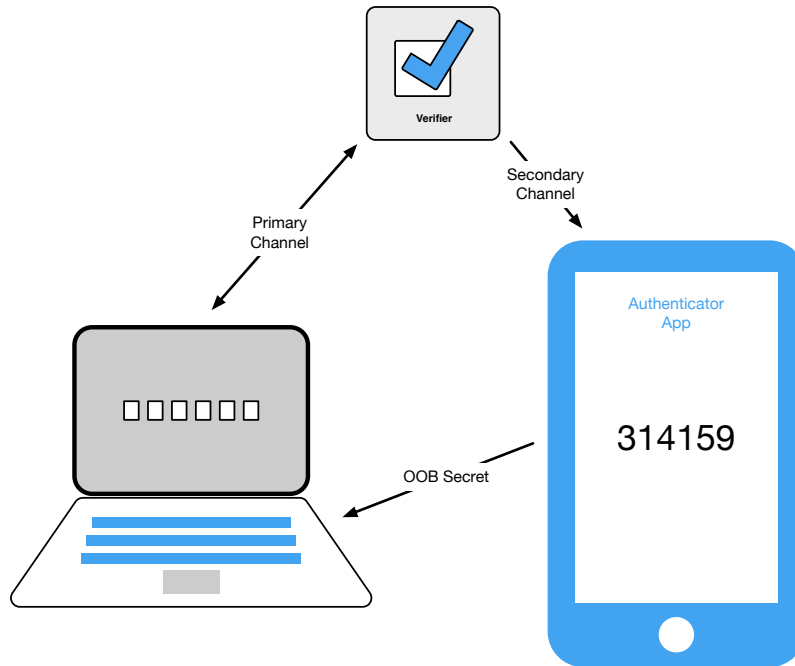 Verifier
Secondary
Channel
Primary
Channel
Authenticator
App
314159
OOB Secret